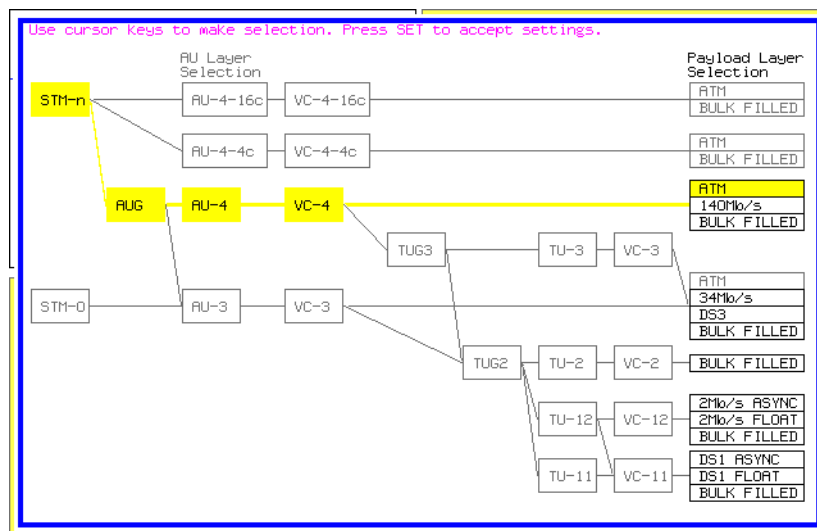 Use cursor Keys to make selection. Press SET to accept settings.
AU Layer
Selection
Payload Layer
Selection
STM-n
AU-4-16c
VC-4-16c
ATM
BULK FILLED
AU-4-4c
VC-4-4c
ATM
BULK FILLED
AUG
AU-4
VC-4
ATM
140Mb/s
BULK FILLED
TUG3
TU-3
VC-3
STM-0
AU-3
VC-3
ATM
34Mb/s
DS3
BULK FILLED
TUG2
TU-2
VC-2
BULK FILLED
TU-12
VC-12
2Mb/s ASYNC
2Mb/s FLOAT
BULK FILLED
TU-11
VC-11
DS1 ASYNC
DS1 FLOAT
BULK FILLED